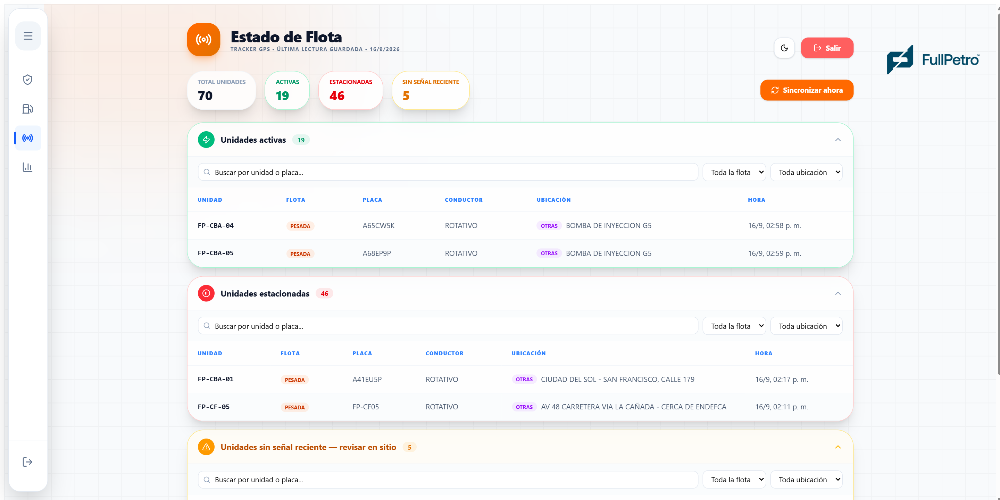 Estado de Flota
TRACKER GPS • ÚLTIMA LECTURA GUARDADA • 16/9/2026
Salir
FullPetro™
TOTAL UNIDADES
70
ACTIVAS
19
ESTACIONADAS
46
SIN SEÑAL RECIENTE
5
Sincronizar ahora
Unidades activas 19
Buscar por unidad o placa... Toda la flota Toda ubicación
UNIDAD FLOTA PLACA CONDUCTOR UBICACIÓN HORA
FP-CBA-04 PESADA A65CW5K ROTATIVO OTRAS BOMBA DE INYECCION G5 16/9, 02:58 p. m.
FP-CBA-05 PESADA A68EP9P ROTATIVO OTRAS BOMBA DE INYECCION G5 16/9, 02:59 p. m.
Unidades estacionadas 46
Buscar por unidad o placa... Toda la flota Toda ubicación
UNIDAD FLOTA PLACA CONDUCTOR UBICACIÓN HORA
FP-CBA-01 PESADA A41EU5P ROTATIVO OTRAS CIUDAD DEL SOL - SAN FRANCISCO, CALLE 179 16/9, 02:17 p. m.
FP-CF-05 PESADA FP-CF05 ROTATIVO OTRAS AV 48 CARRETERA VIA LA CAÑADA - CERCA DE ENDEFCA 16/9, 02:11 p. m.
Unidades sin señal reciente — revisar en sitio 5
Buscar por unidad o placa... Toda la flota Toda ubicación